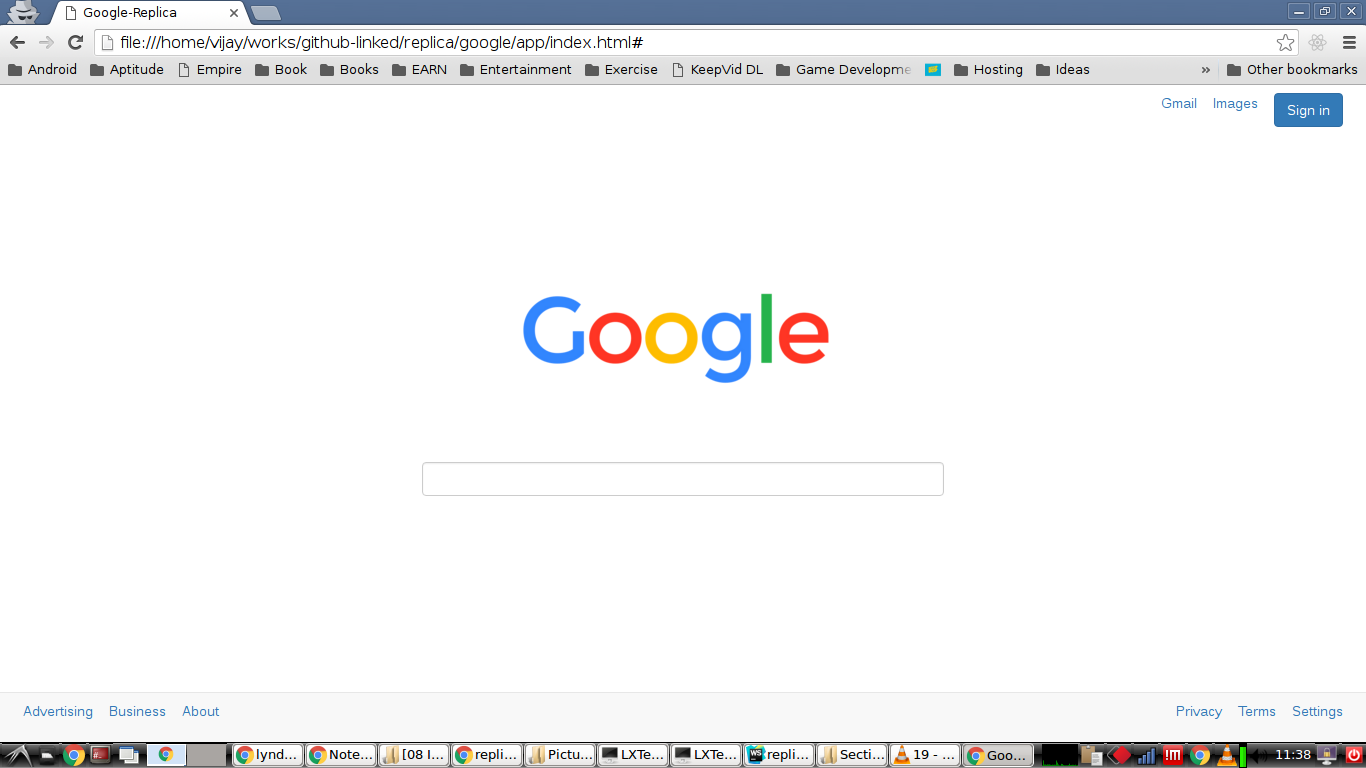 Google-Replica
file:///home/vijay/works/github-linked/replica/google/app/index.html#
Android Aptitude Empire Book Books EARN Entertainment Exercise KeepVid DL Game Developme Hosting Ideas » Other bookmarks
Gmail Images Sign in
Google
Advertising Business About Privacy Terms Settings
lynd... Note... [08 I... repli... Pictu... LXTe... LXTe... WS repli... Secti... 19 - ... Goo... !M 11:38